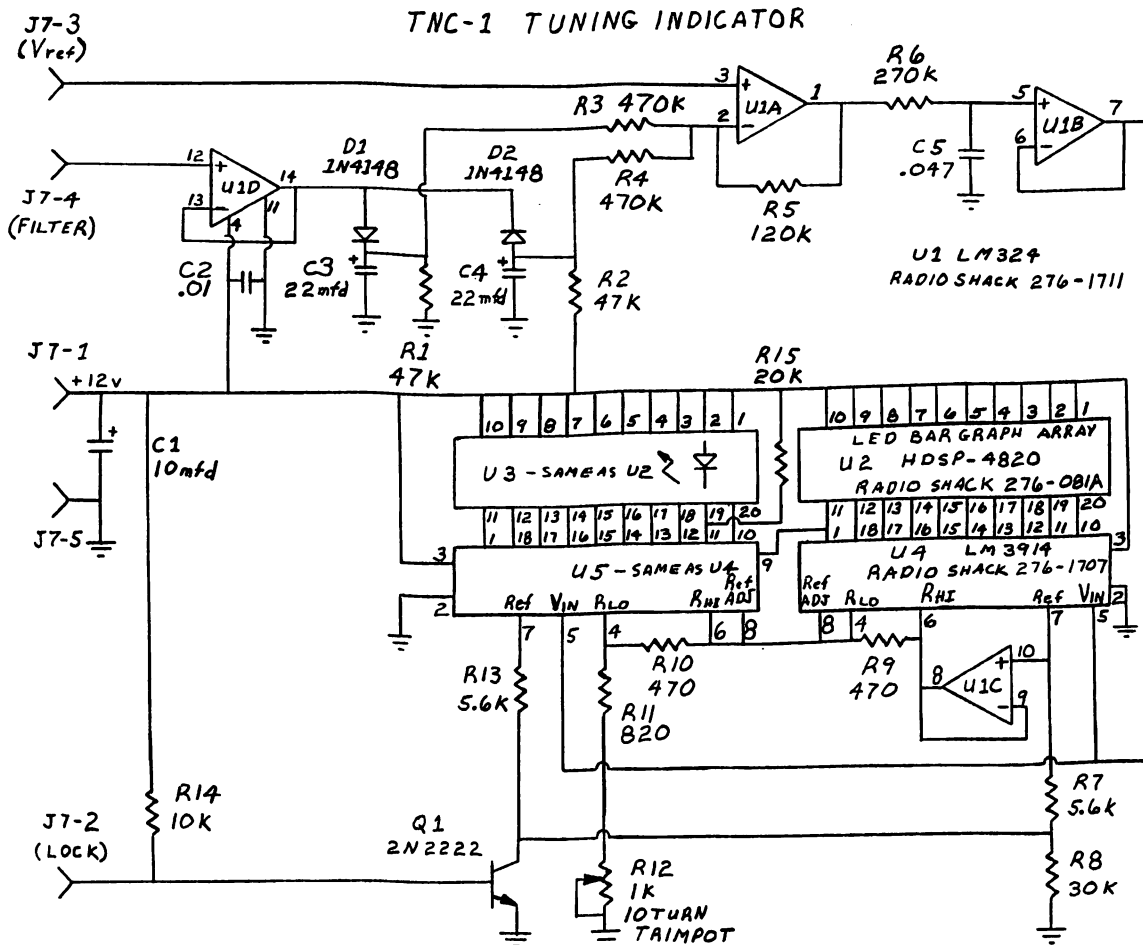 TNC-1 TUNING INDICATOR
J7-3
(Vref)
3
+
U1A
1
2
-
R6
270K
5
+
U1B
7
6
-
C5
.047
R3 470K
R4
470K
R5
120K
D1
1N4148
D2
1N4148
12
+
U1D
14
13
-
4
11
J7-4
(FILTER)
C2
.01
C3
22mfd
+
C4
22mfd
+
R2
47K
U1 LM324
RADIO SHACK 276-1711
R1
47K
J7-1
+12v
R15
20K
+
C1
10mfd
J7-5
10 9 8 7 6 5 4 3 2 1
U3 - SAME AS U2
11 12 13 14 15 16 17 18 19 20
1 18 17 16 15 14 13 12 11 10
10 9 8 7 6 5 4 3 2 1
LED BAR GRAPH ARRAY
U2 HDSP-4820
RADIO SHACK 276-081A
11 12 13 14 15 16 17 18 19 20
1 18 17 16 15 14 13 12 11 10
3
U5 - SAME AS U4
9
2
Ref VIN RLO RHI Ref ADJ
7 5 4 6 8
3
U4 LM3914
RADIO SHACK 276-1707
Ref ADJ RLO RHI Ref VIN
2
8 4 6 7 5
R13
5.6K
R10
470
R9
470
R11
820
8
U1C
+
10
-
9
R14
10K
R7
5.6K
J7-2
(LOCK)
Q1
2N2222
R12
1K
10 TURN
TRIMPOT
R8
30K